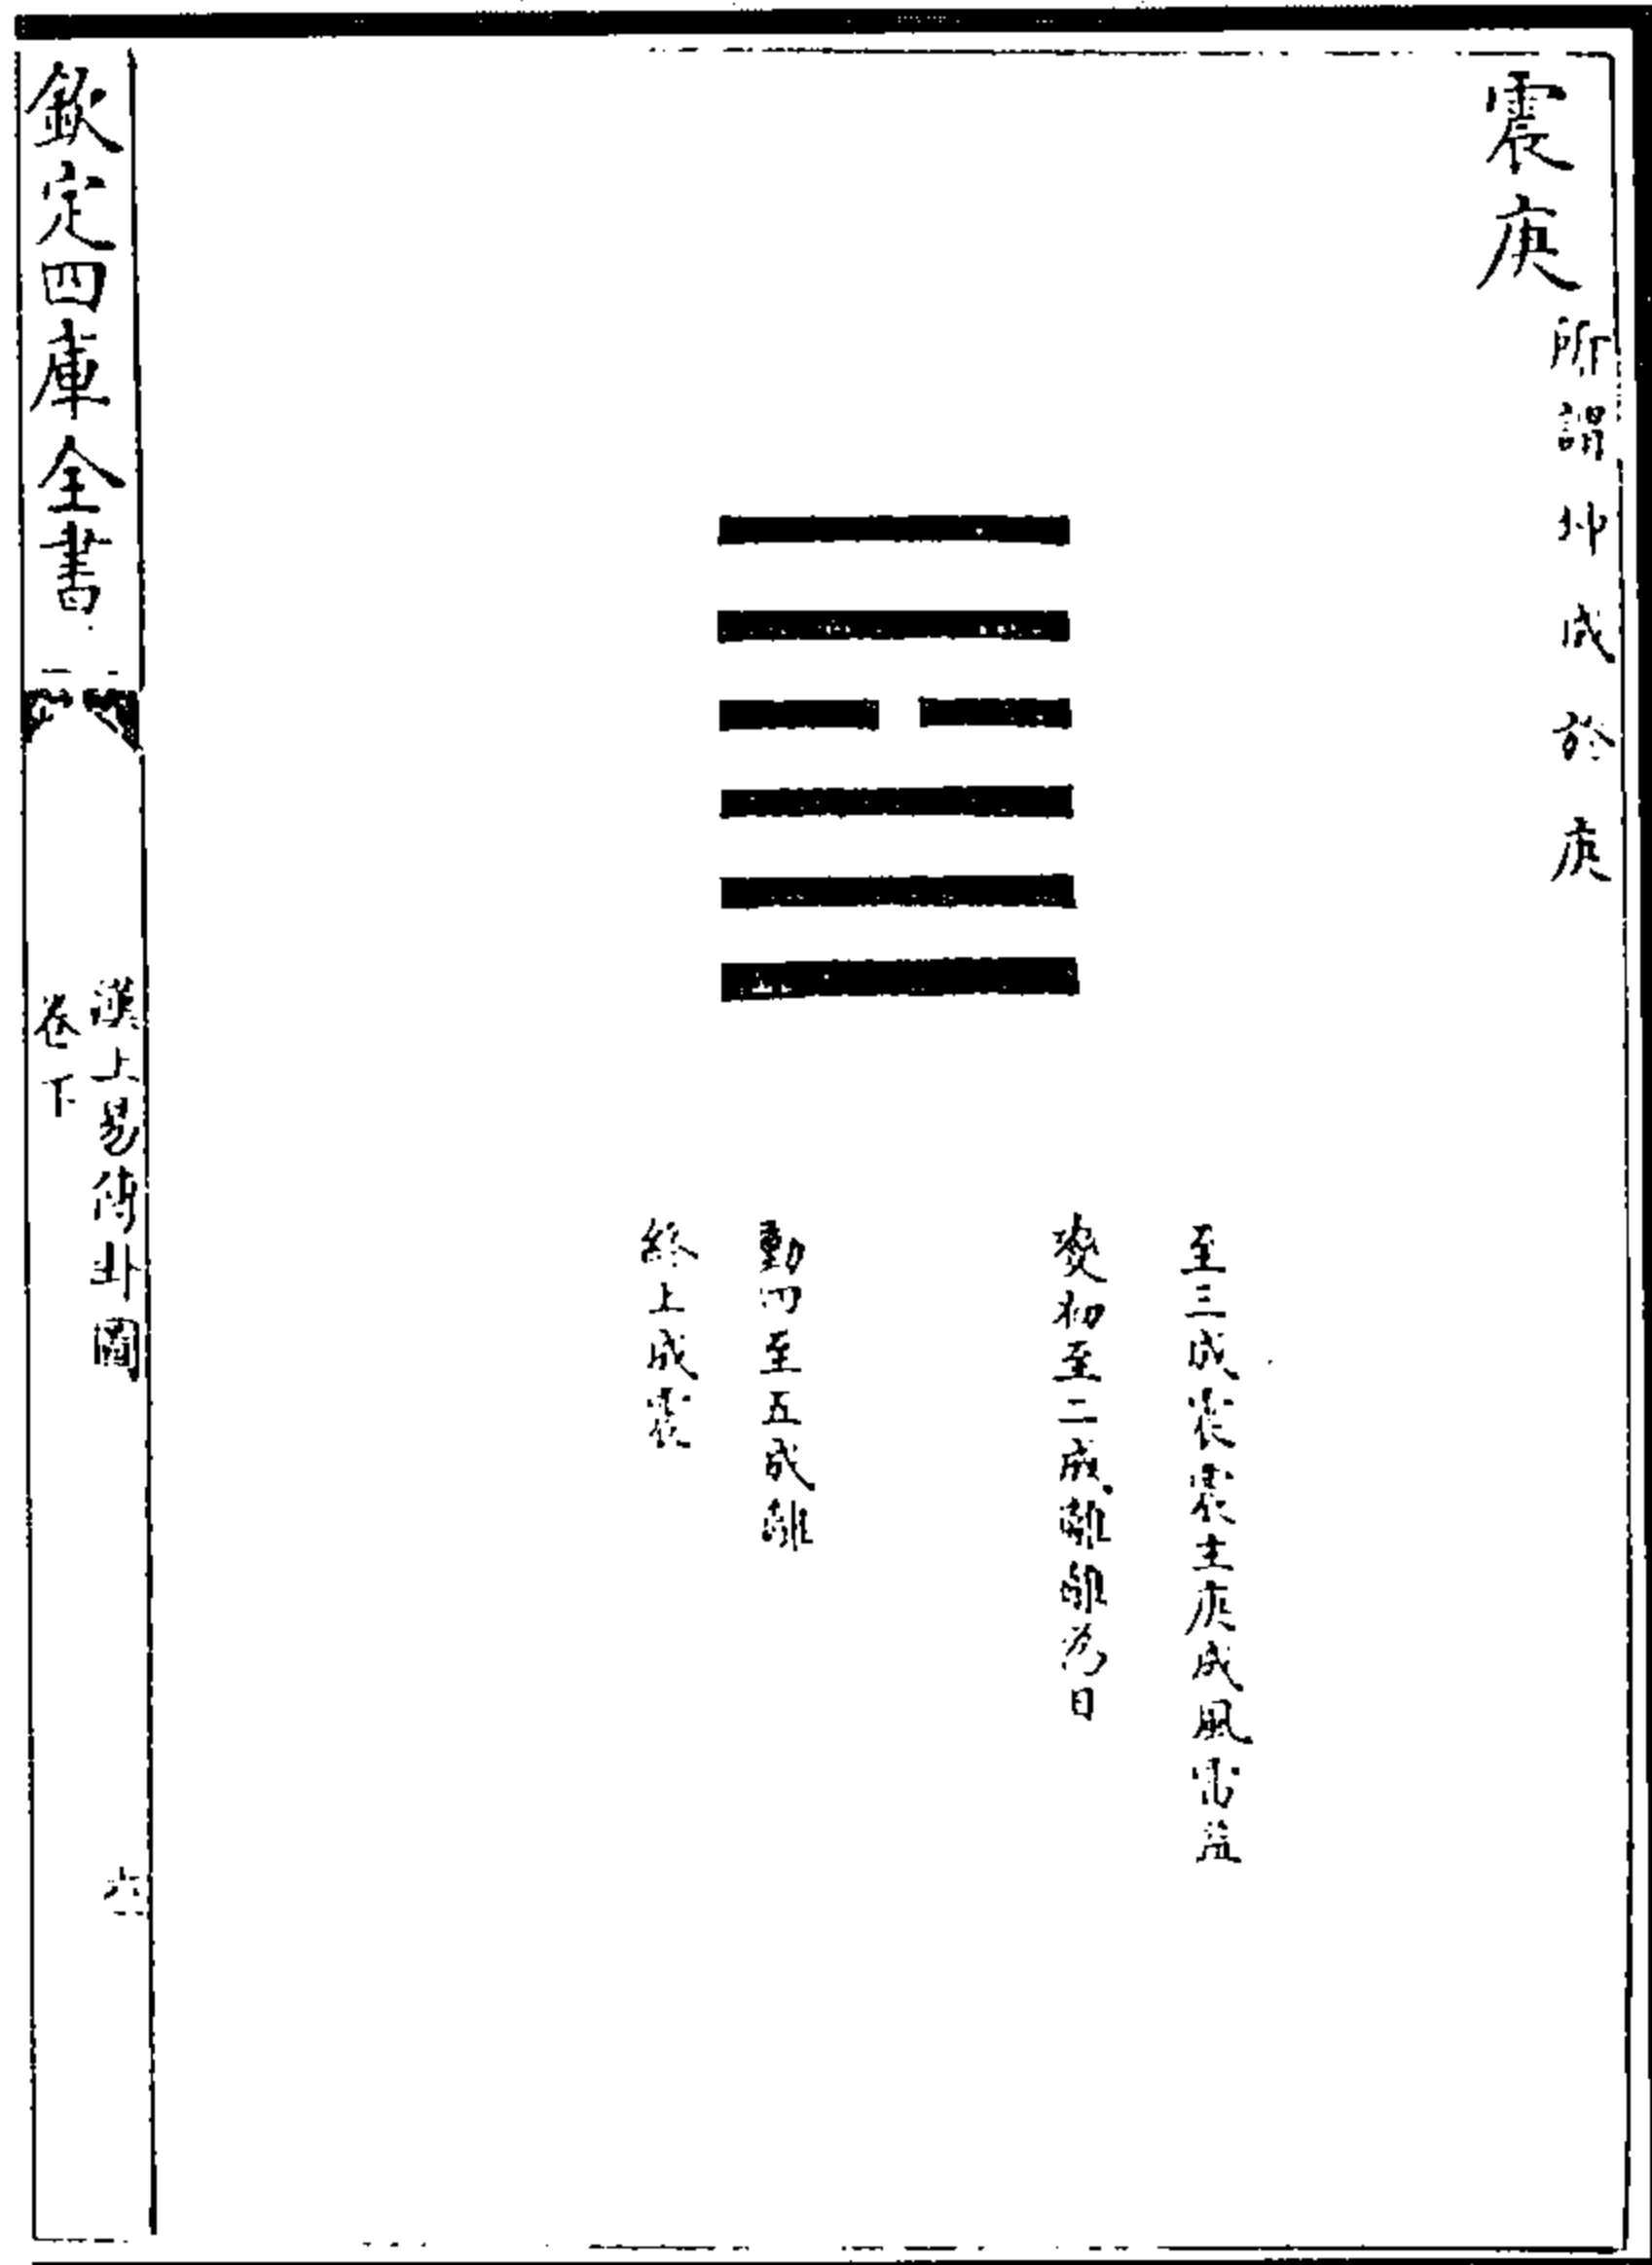 震庚
所謂坤成於庚
至三成震震主庚成風雷益
變初至二成離離為日
動四至五成離
終上成震
欽定四庫全書
漢上易傳卦圖
卷下